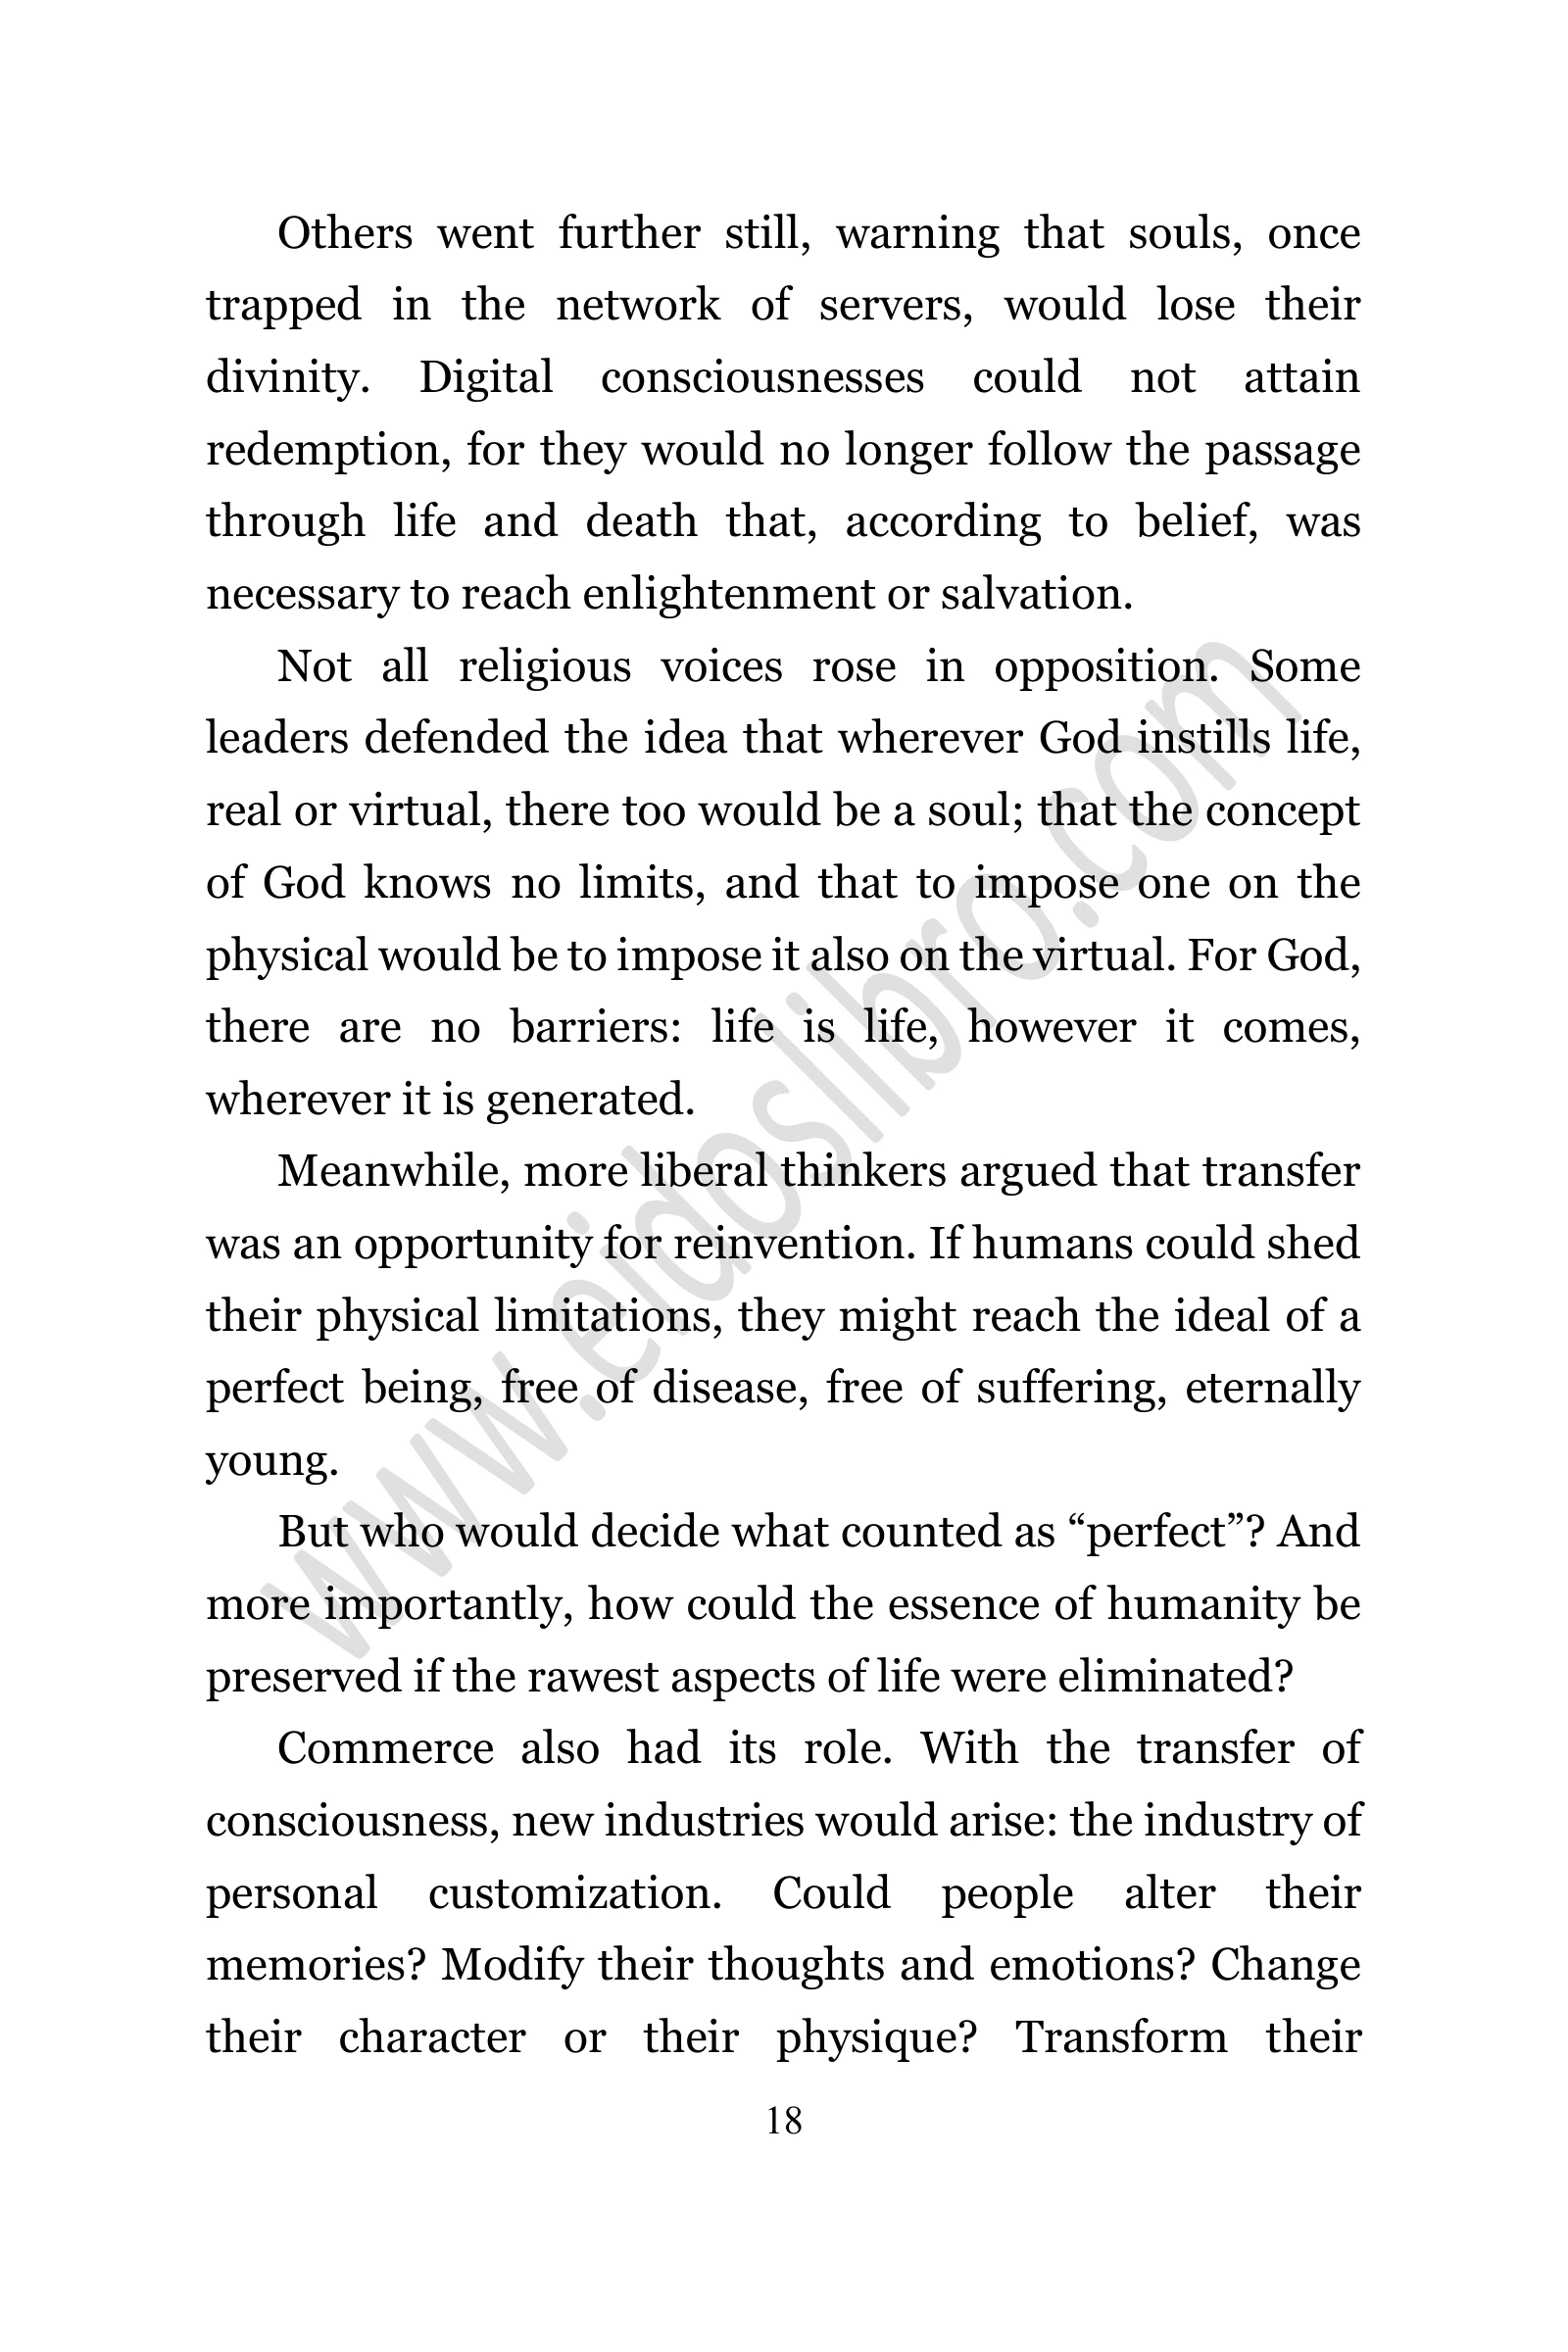 Others went further still, warning that souls, once
trapped in the network of servers, would lose their
divinity. Digital consciousnesses could not attain
redemption, for they would no longer follow the passage
through life and death that, according to belief, was
necessary to reach enlightenment or salvation.
Not all religious voices rose in opposition. Some
leaders defended the idea that wherever God instills life,
real or virtual, there too would be a soul; that the concept
of God knows no limits, and that to impose one on the
physical would be to impose it also on the virtual. For God,
there are no barriers: life is life, however it comes,
wherever it is generated.
Meanwhile, more liberal thinkers argued that transfer
was an opportunity for reinvention. If humans could shed
their physical limitations, they might reach the ideal of a
perfect being, free of disease, free of suffering, eternally
young.
But who would decide what counted as “perfect”? And
more importantly, how could the essence of humanity be
preserved if the rawest aspects of life were eliminated?
Commerce also had its role. With the transfer of
consciousness, new industries would arise: the industry of
personal customization. Could people alter their
memories? Modify their thoughts and emotions? Change
their character or their physique? Transform their
18
www.eidoslibro.com